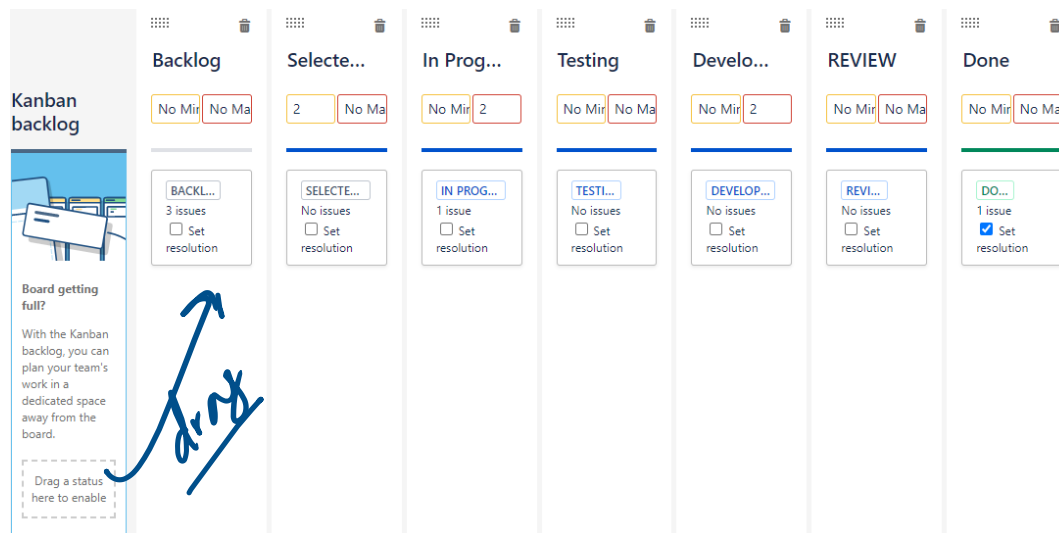 Kanban
backlog
Board getting
full?
With the Kanban
backlog, you can
plan your team's
work in a
dedicated space
away from the
board.
Drag a status
here to enable
Backlog
No Mir No Ma
BACKL...
3 issues
Set
resolution
Selecte...
2 No Ma
SELECTE...
No issues
Set
resolution
In Prog...
No Mir 2
IN PROG...
1 issue
Set
resolution
Testing
No Mir No Ma
TESTI...
No issues
Set
resolution
Develo...
No Mir 2
DEVELOP...
No issues
Set
resolution
REVIEW
No Mir No Ma
REVI...
No issues
Set
resolution
Done
No Mir No Ma
DO...
1 issue
Set
resolution
drag